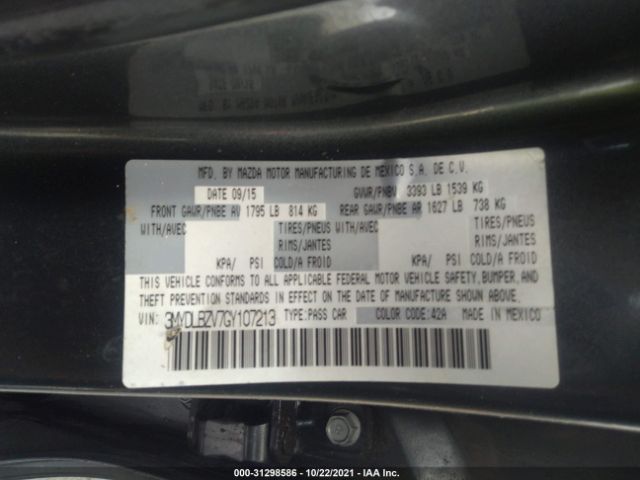 MFD. BY MAZDA MOTOR MANUFACTURING DE MEXICO S.A. DE C.V.
DATE 09/15 GVWR/PNBV 3393 LB 1539 KG
FRONT GAWR/PNBE AV 1795 LB 814 KG REAR GAWR/PNBE AR 1627 LB 738 KG
WITH/AVEC TIRES/PNEUS WITH/AVEC TIRES/PNEUS
RIMS/JANTES RIMS/JANTES
KPA/ PSI COLD/A FROID KPA/ PSI COLD/A FROID
THIS VEHICLE CONFORMS TO ALL APPLICABLE FEDERAL MOTOR VEHICLE SAFETY,BUMPER,AND
THEFT PREVENTION STANDARDS IN EFFECT ON THE DATE OF MANUFACTURE SHOWN ABOVE.
VIN: 3MYDLBZV7GY107213 TYPE:PASS CAR COLOR CODE:42A MADE IN MEXICO
000-31298586 - 10/22/2021 - IAA Inc.